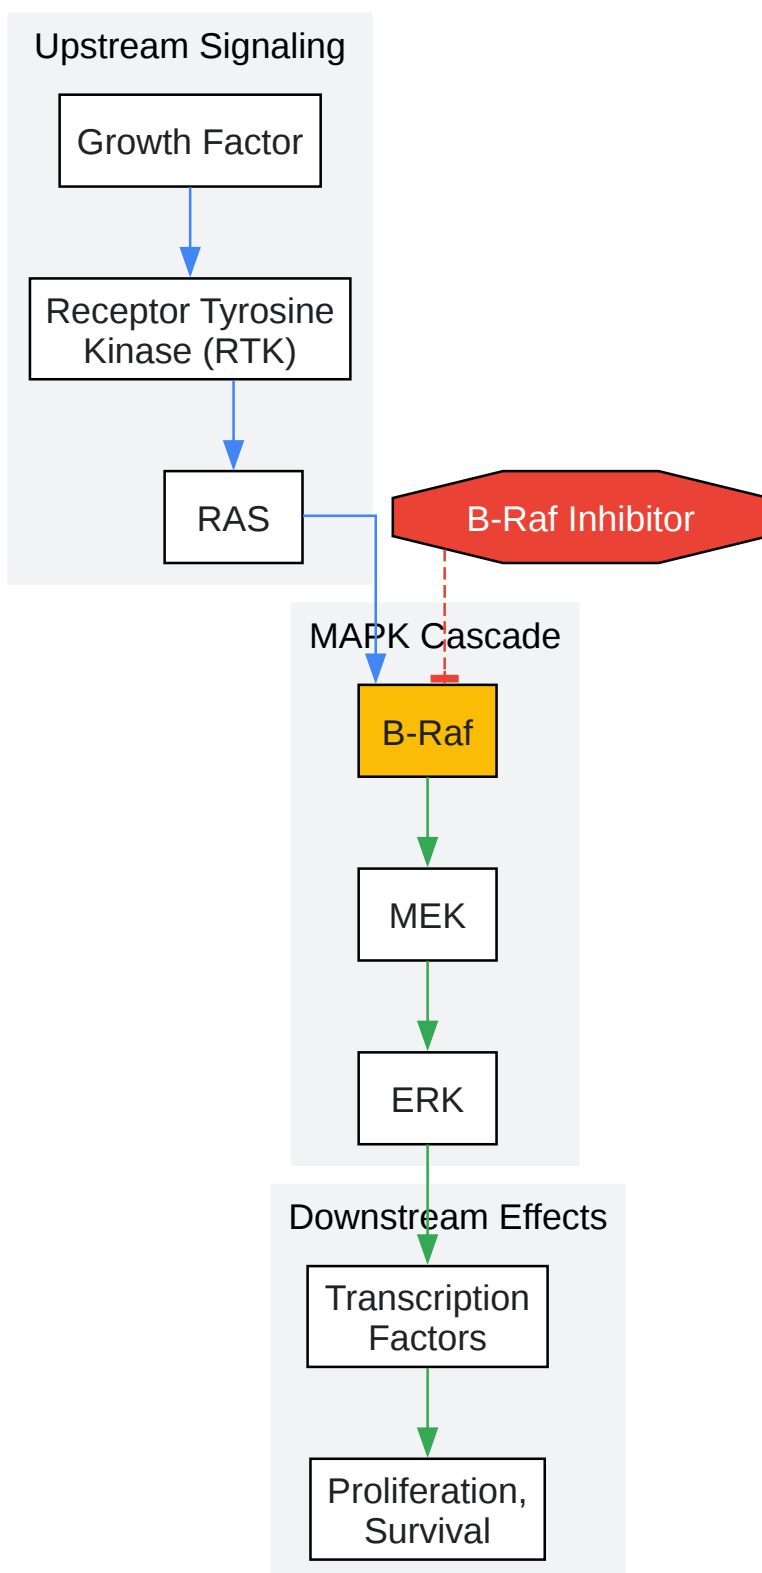 Upstream Signaling
Growth Factor
Receptor Tyrosine
Kinase (RTK)
RAS
B-Raf Inhibitor
MAPK Cascade
B-Raf
MEK
ERK
Downstream Effects
Transcription
Factors
Proliferation,
Survival